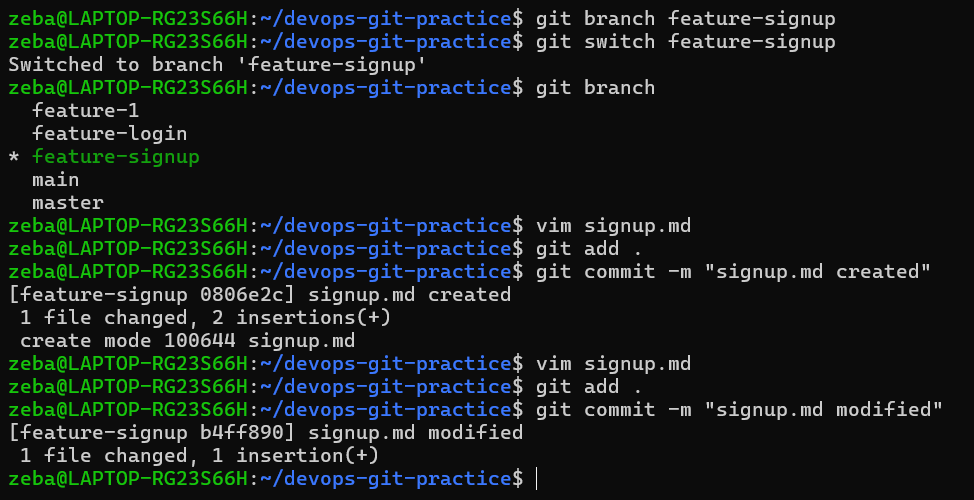 zeba@LAPTOP-RG23S66H:~/devops-git-practice$ git branch feature-signup
zeba@LAPTOP-RG23S66H:~/devops-git-practice$ git switch feature-signup
Switched to branch 'feature-signup'
zeba@LAPTOP-RG23S66H:~/devops-git-practice$ git branch
  feature-1
  feature-login
* feature-signup
  main
  master
zeba@LAPTOP-RG23S66H:~/devops-git-practice$ vim signup.md
zeba@LAPTOP-RG23S66H:~/devops-git-practice$ git add .
zeba@LAPTOP-RG23S66H:~/devops-git-practice$ git commit -m "signup.md created"
[feature-signup 0806e2c] signup.md created
 1 file changed, 2 insertions(+)
 create mode 100644 signup.md
zeba@LAPTOP-RG23S66H:~/devops-git-practice$ vim signup.md
zeba@LAPTOP-RG23S66H:~/devops-git-practice$ git add .
zeba@LAPTOP-RG23S66H:~/devops-git-practice$ git commit -m "signup.md modified"
[feature-signup b4ff890] signup.md modified
 1 file changed, 1 insertion(+)
zeba@LAPTOP-RG23S66H:~/devops-git-practice$